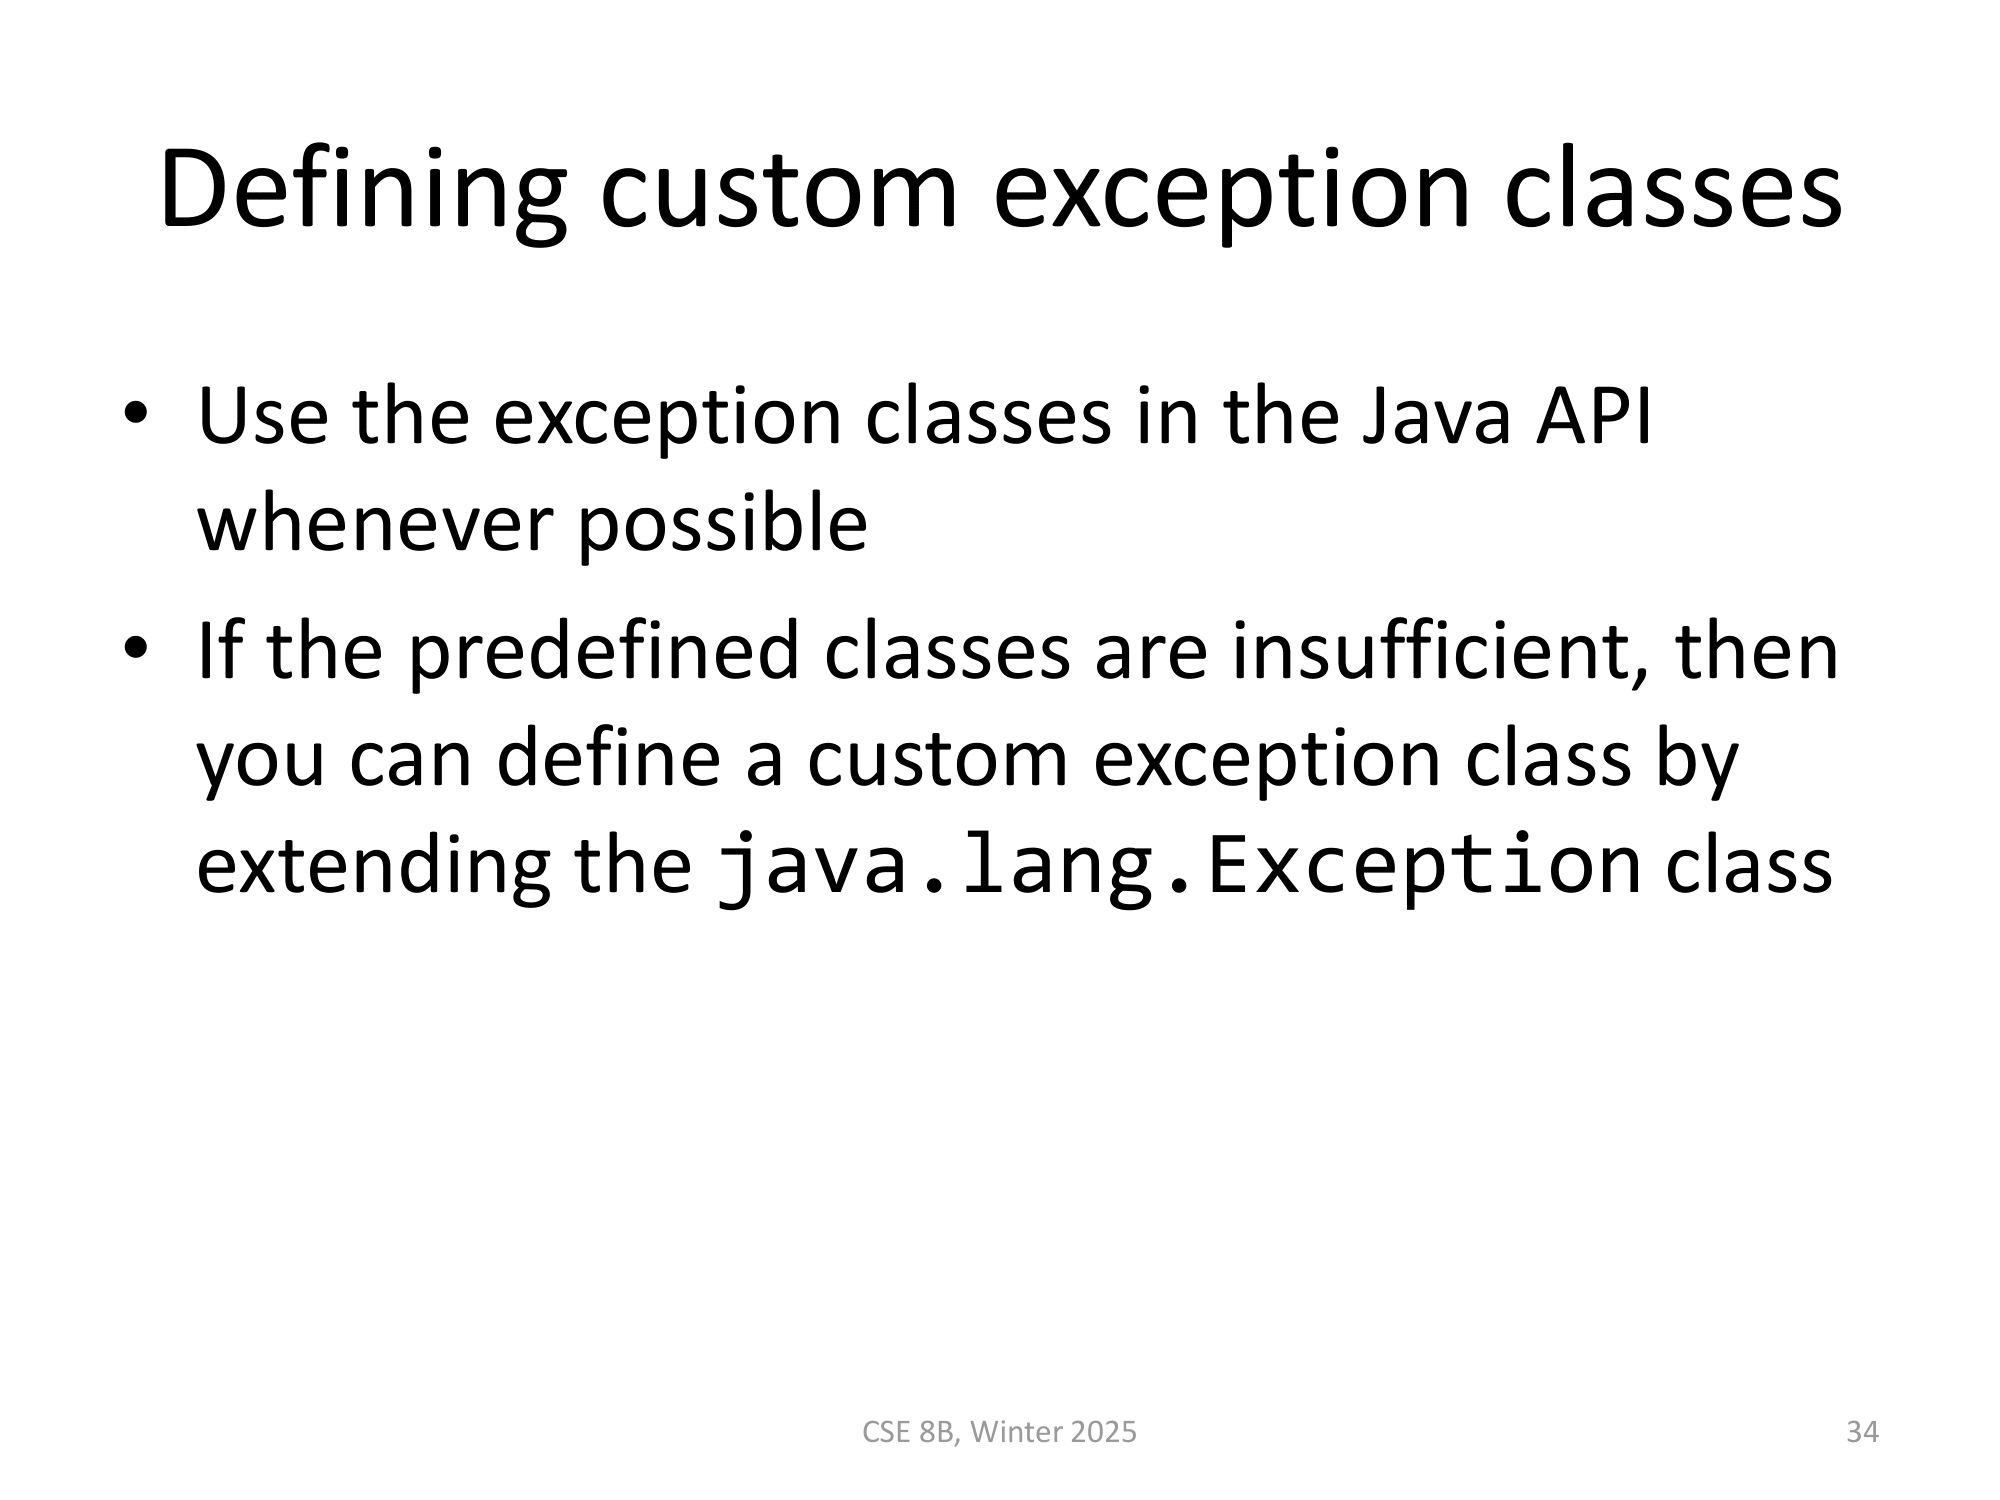 Defining custom exception classes
• Use the exception classes in the Java API
whenever possible
• If the predefined classes are insufficient, then
you can define a custom exception class by
extending the java.lang.Exception class
CSE 8B, Winter 2025
34